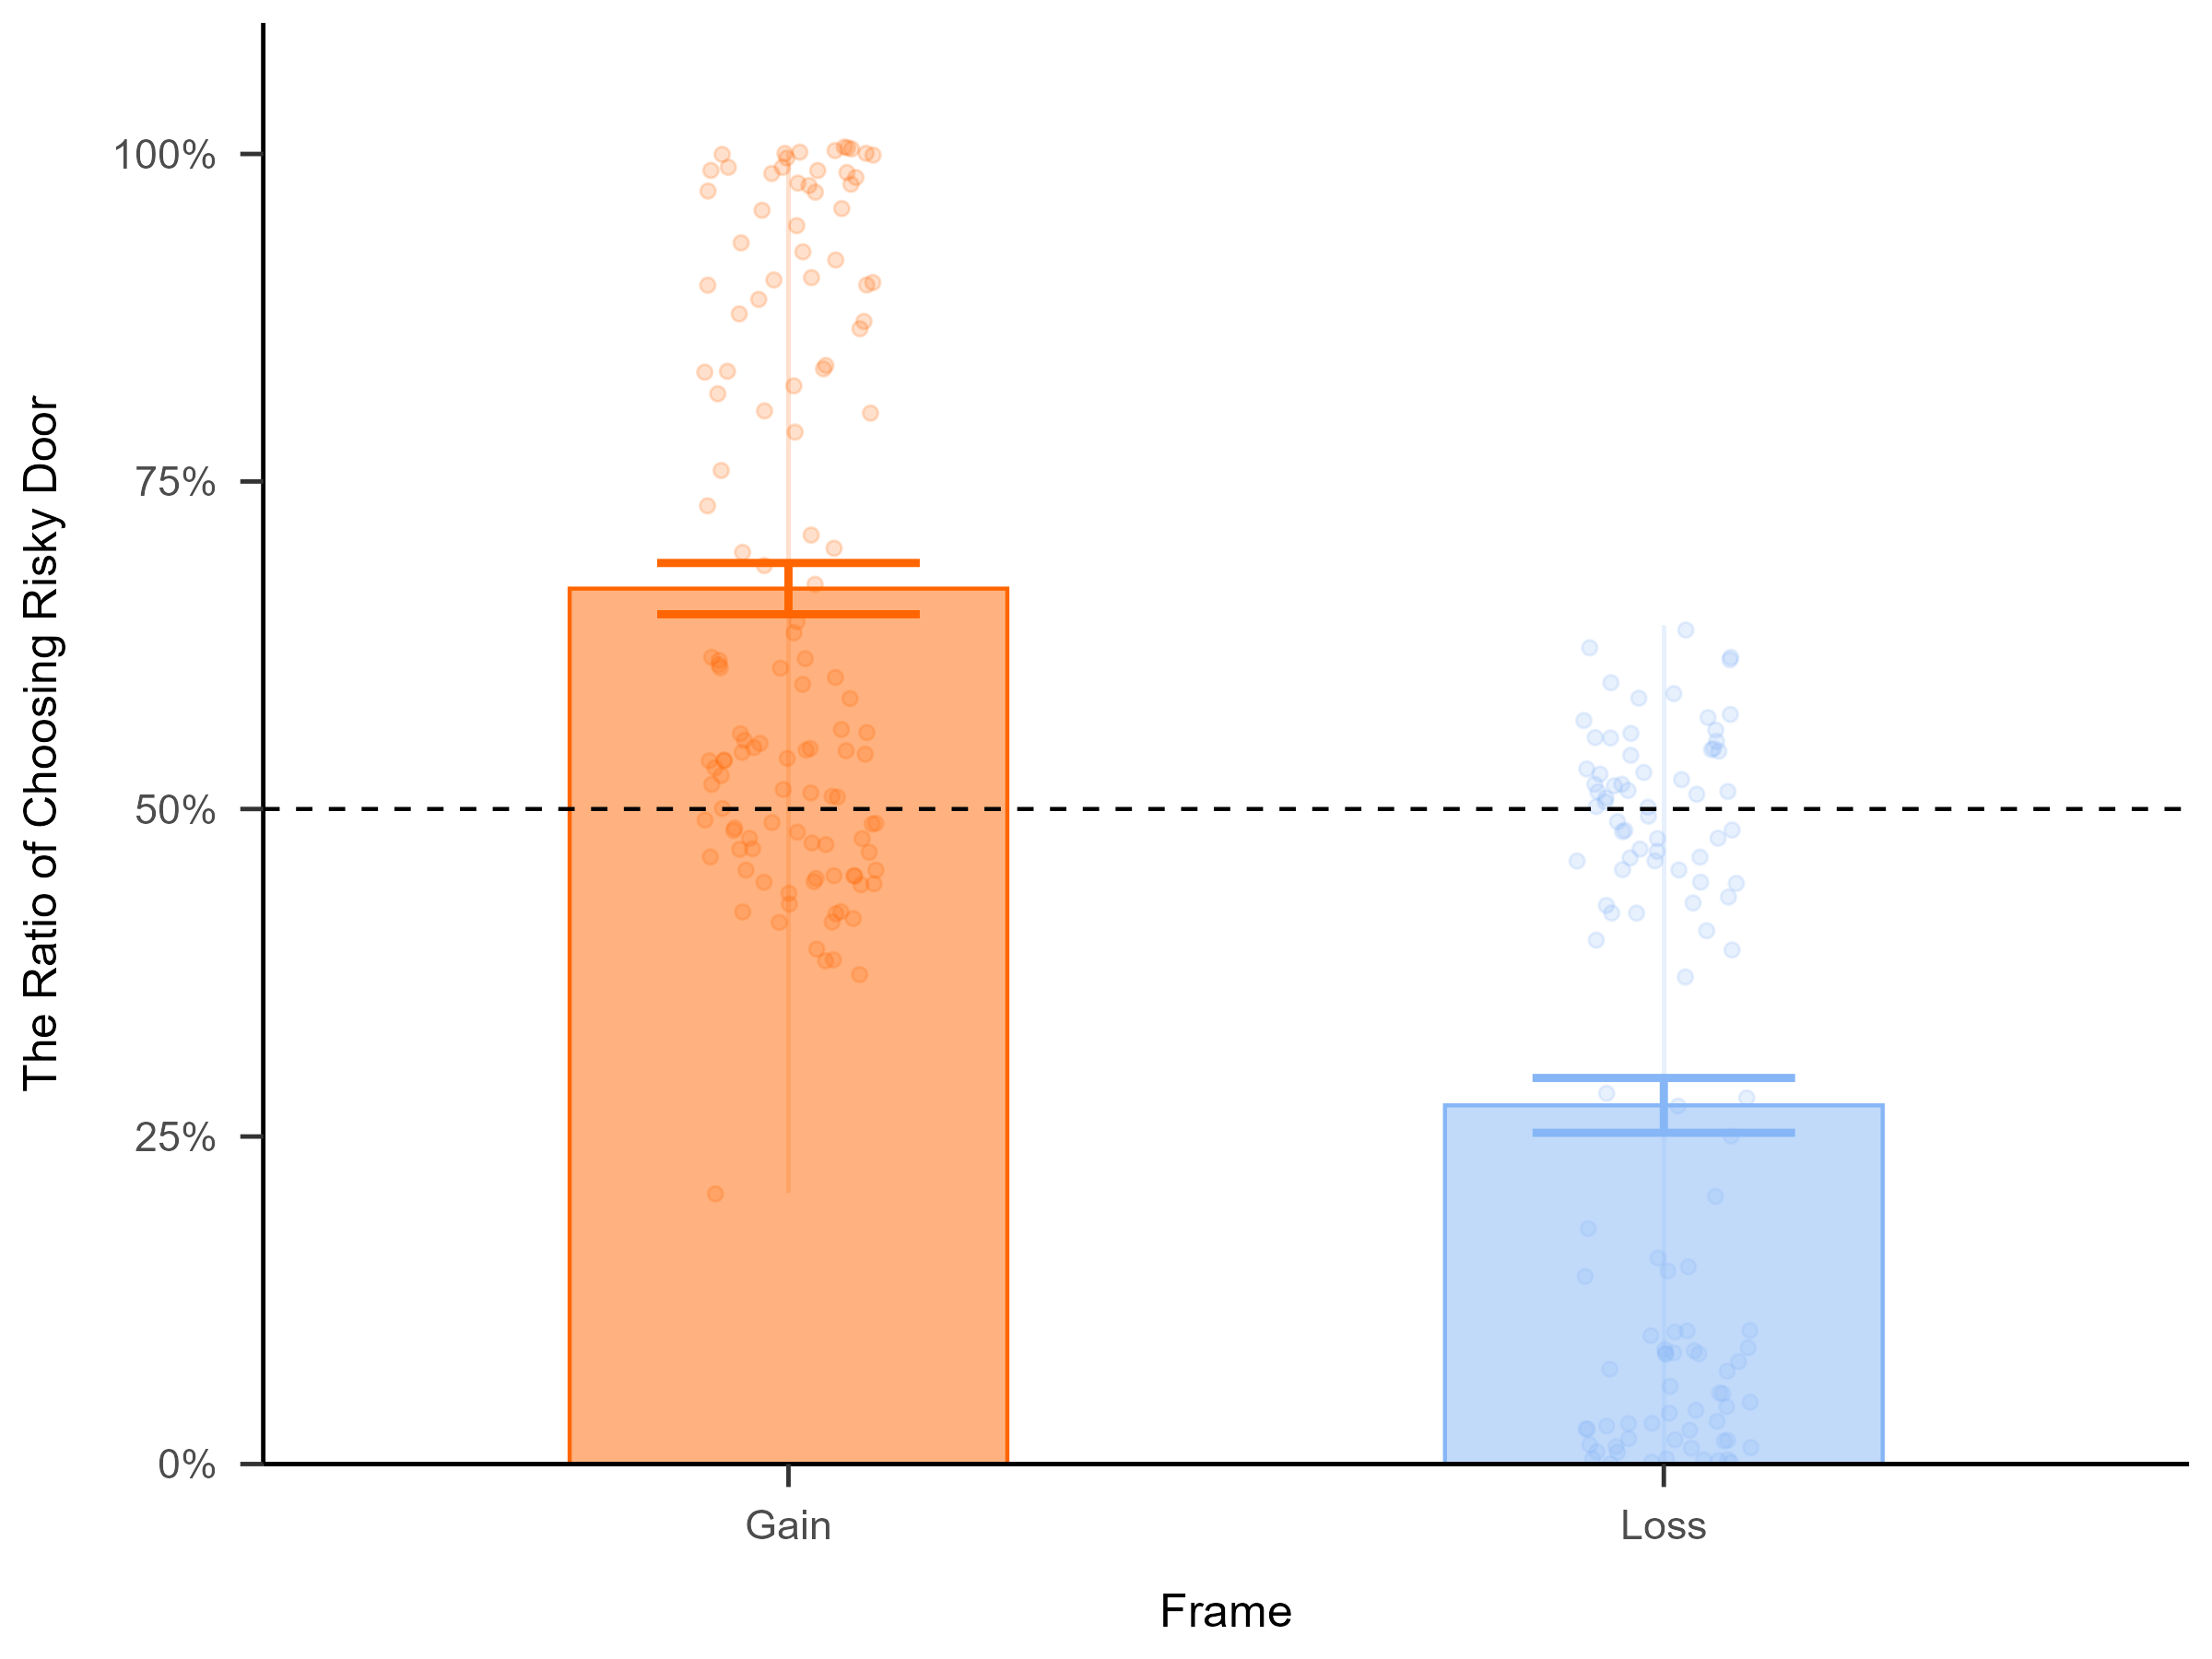 The Ratio of Choosing Risky Door
100%
75%
50%
25%
0%
Gain
Loss
Frame